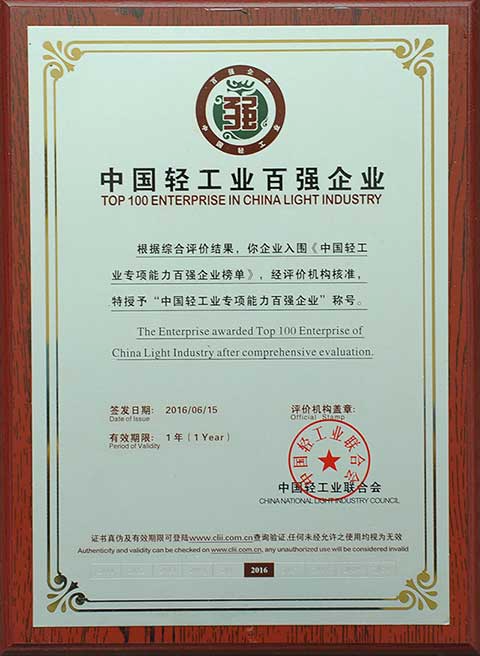 百强企业
强
中国轻工业
中国轻工业百强企业
TOP 100 ENTERPRISE IN CHINA LIGHT INDUSTRY
根据综合评价结果，你企业入围《中国轻工
业专项能力百强企业榜单》，经评价机构核准，
特授予“中国轻工业专项能力百强企业”称号。
The Enterprise awarded Top 100 Enterprise of
China Light Industry after comprehensive evaluation.
签发日期: 2016/06/15
Date of Issue
评价机构盖章:
Official Stamp
有效期限: 1年（1 Year）
Period of Validity
中国轻工业联合会
中国轻工业联合会
CHINA NATIONAL LIGHT INDUSTRY COUNCIL
证书真伪及有效期限可登陆www.clii.com.cn查询验证,任何未经允许之使用均视为无效
Authenticity and validity can be checked on www.clii.com.cn, any unauthorized use will be considered invalid
2016